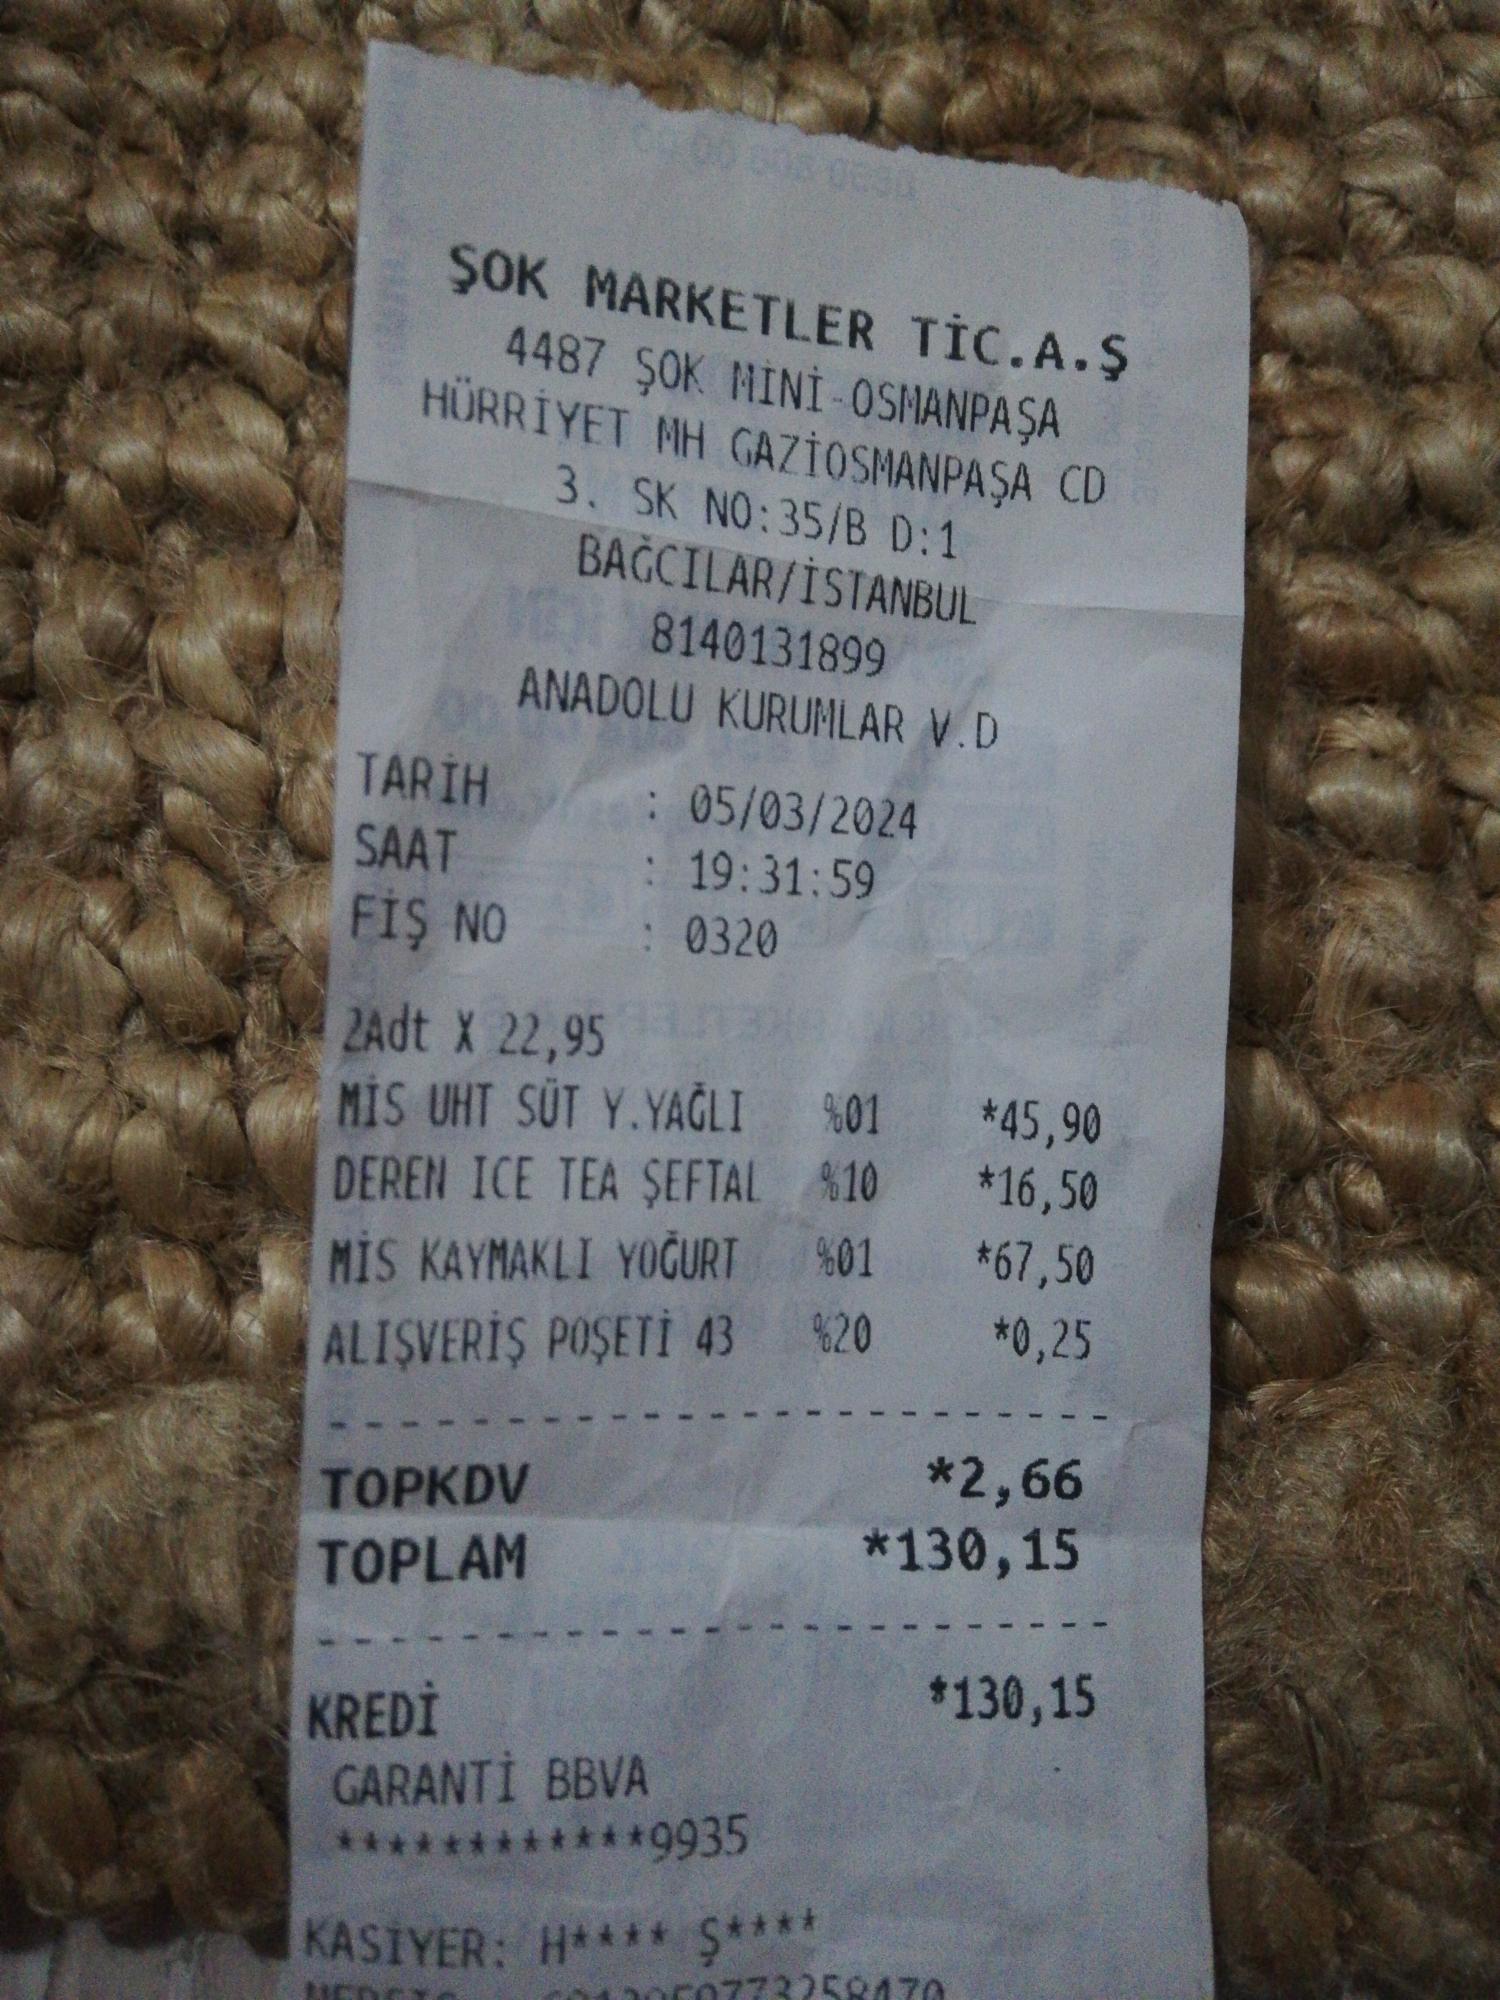 ŞOK MARKETLER TİC.A.Ş
4487 ŞOK MİNİ-OSMANPAŞA
HÜRRİYET MH GAZİOSMANPAŞA CD
3. SK NO:35/B D:1
BAĞCILAR/İSTANBUL
8140131899
ANADOLU KURUMLAR V.D
TARİH : 05/03/2024
SAAT : 19:31:59
FİŞ NO : 0320
2Adt X 22,95
MİS UHT SÜT Y.YAĞLI %01 *45,90
DEREN ICE TEA ŞEFTAL %10 *16,50
MİS KAYMAKLI YOĞURT %01 *67,50
ALIŞVERİŞ POŞETİ 43 %20 *0,25
TOPKDV *2,66
TOPLAM *130,15
KREDİ *130,15
GARANTİ BBVA
************9935
KASİYER: H**** Ş****